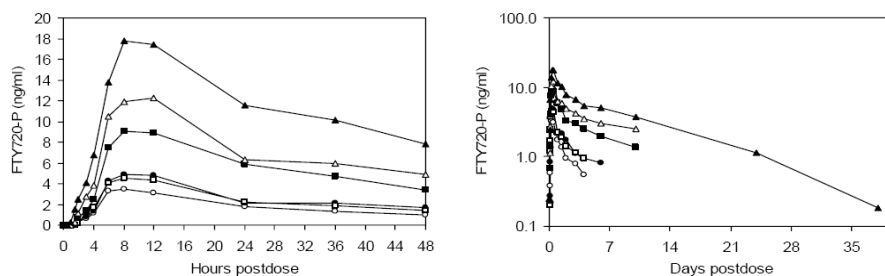 20
18
16
14
12
10
8
6
4
2
0
FTY720-P (ng/ml)
0 4 8 12 16 20 24 28 32 36 40 44 48
Hours postdose
100.0
10.0
1.0
0.1
FTY720-P (ng/ml)
0 7 14 21 28 35
Days postdose